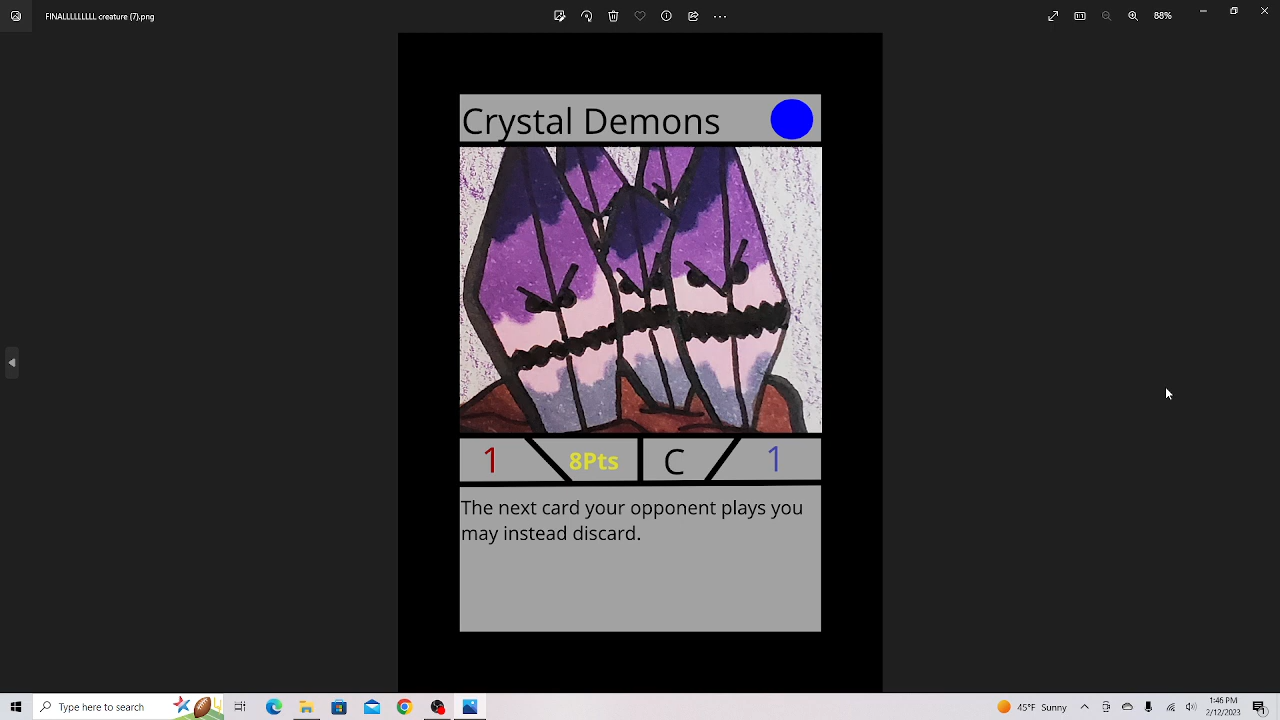 FINALLLLLLLLL creature (7).png
88%
Crystal Demons
1
8Pts
C
1
The next card your opponent plays you
may instead discard.
Type here to search
45°F Sunny
1:46 PM
2/12/2023